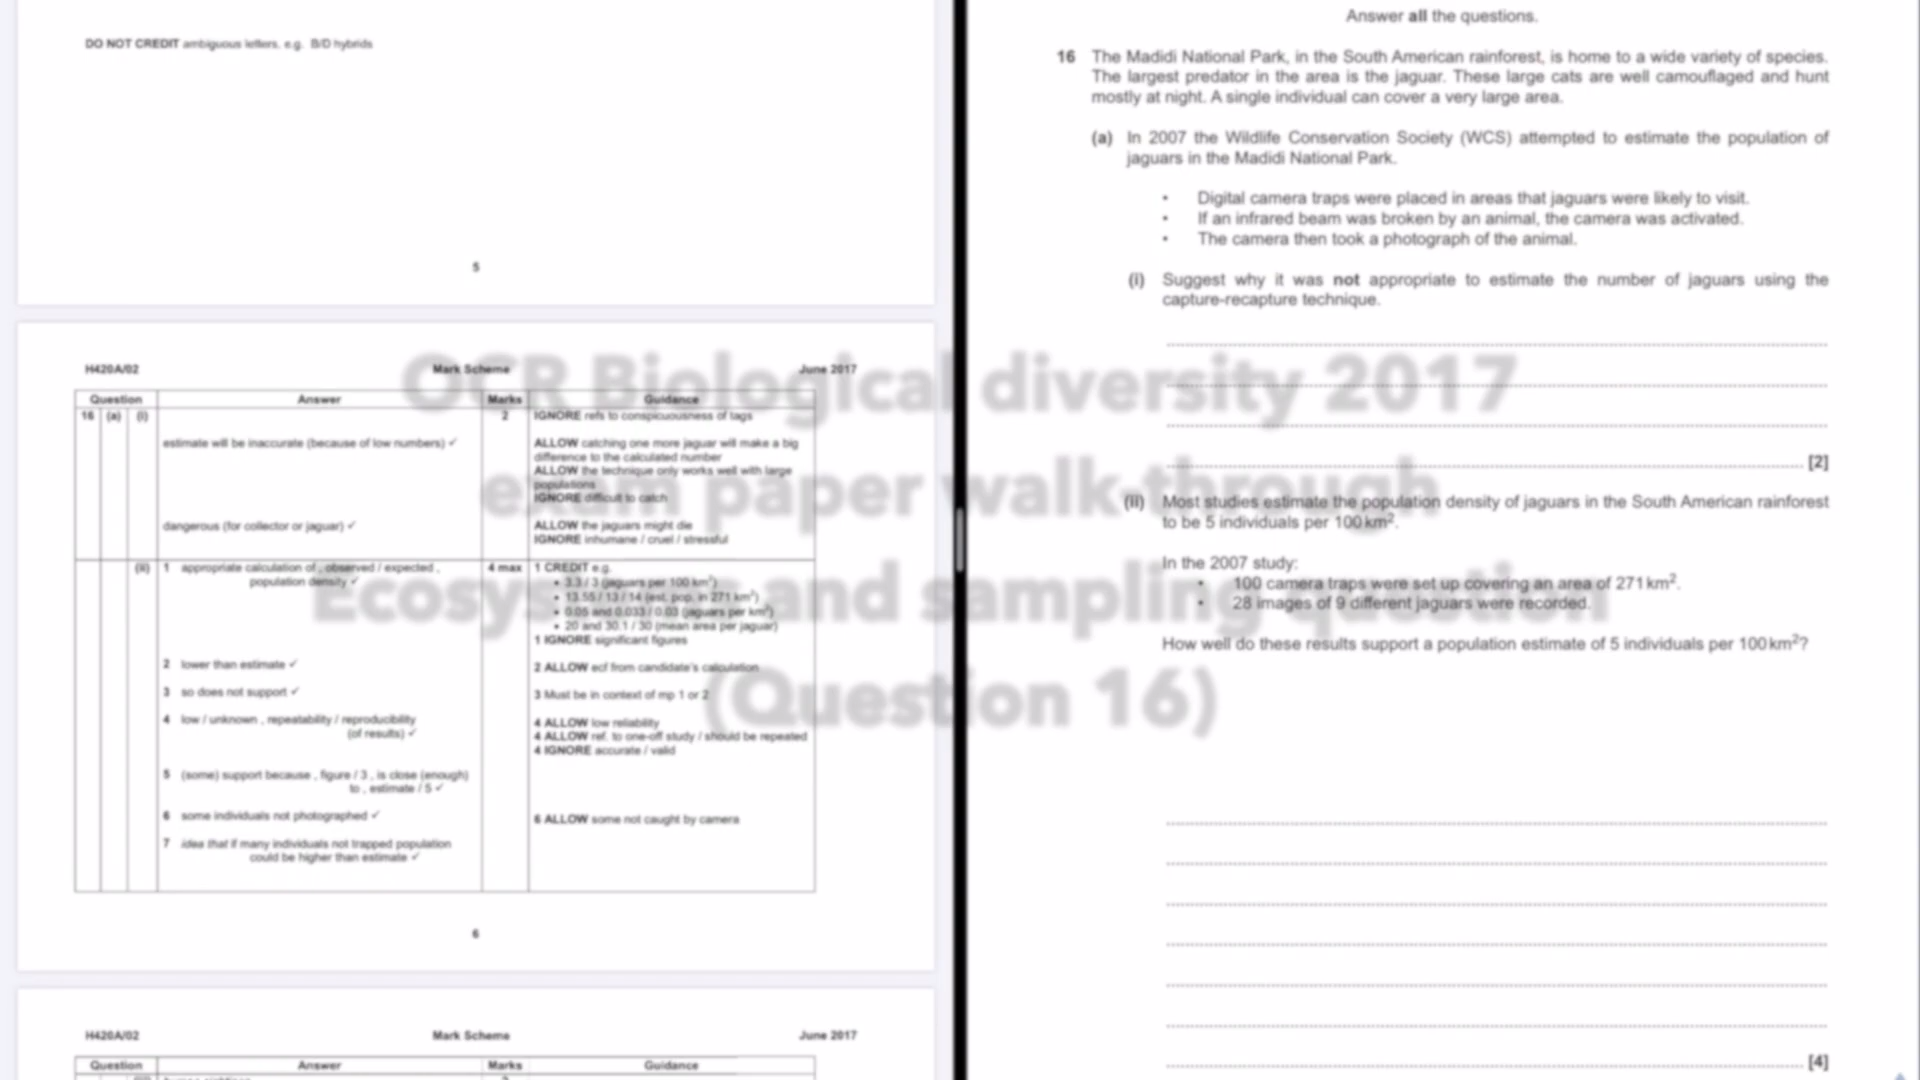 DO NOT CREDIT ambiguous letters, e.g. B/D hybrids
5
H420A/02 Mark Scheme June 2017
Question Answer Marks Guidance
16 (a) (i) 2 IGNORE refs to conspicuousness of tags
estimate will be inaccurate (because of low numbers) ✓ ALLOW catching one more jaguar will make a big
difference to the calculated number
ALLOW the technique only works well with large
populations
IGNORE difficult to catch
dangerous (for collector or jaguar) ✓ ALLOW the jaguars might die
IGNORE inhumane / cruel / stressful
(ii) 1 appropriate calculation of , observed / expected , 4 max 1 CREDIT e.g.
population density ✓ • 3.3 / 3 (jaguars per 100 km²)
• 13.55 / 13 / 14 (est. pop. in 271 km²)
• 0.05 and 0.033 / 0.03 (jaguars per km²)
• 20 and 30.1 / 30 (mean area per jaguar)
1 IGNORE significant figures
2 lower than estimate ✓ 2 ALLOW ecf from candidate's calculation
3 so does not support ✓ 3 Must be in context of mp 1 or 2
4 low / unknown , repeatability / reproducibility 4 ALLOW low reliability
(of results) ✓ 4 ALLOW ref. to one-off study / should be repeated
4 IGNORE accurate / valid
5 (some) support because , figure / 3 , is close (enough)
to , estimate / 5 ✓
6 some individuals not photographed ✓ 6 ALLOW some not caught by camera
7 idea that if many individuals not trapped population
could be higher than estimate ✓
6
H420A/02 Mark Scheme June 2017
Question Answer Marks Guidance
Answer all the questions.
16 The Madidi National Park, in the South American rainforest, is home to a wide variety of species.
The largest predator in the area is the jaguar. These large cats are well camouflaged and hunt
mostly at night. A single individual can cover a very large area.
(a) In 2007 the Wildlife Conservation Society (WCS) attempted to estimate the population of
jaguars in the Madidi National Park.
• Digital camera traps were placed in areas that jaguars were likely to visit.
• If an infrared beam was broken by an animal, the camera was activated.
• The camera then took a photograph of the animal.
(i) Suggest why it was not appropriate to estimate the number of jaguars using the
capture-recapture technique.
[2]
(ii) Most studies estimate the population density of jaguars in the South American rainforest
to be 5 individuals per 100 km².
In the 2007 study:
• 100 camera traps were set up covering an area of 271 km².
• 28 images of 9 different jaguars were recorded.
How well do these results support a population estimate of 5 individuals per 100 km²?
[4]
OCR Biological diversity 2017
exam paper walk-through
Ecosystems and sampling question
(Question 16)